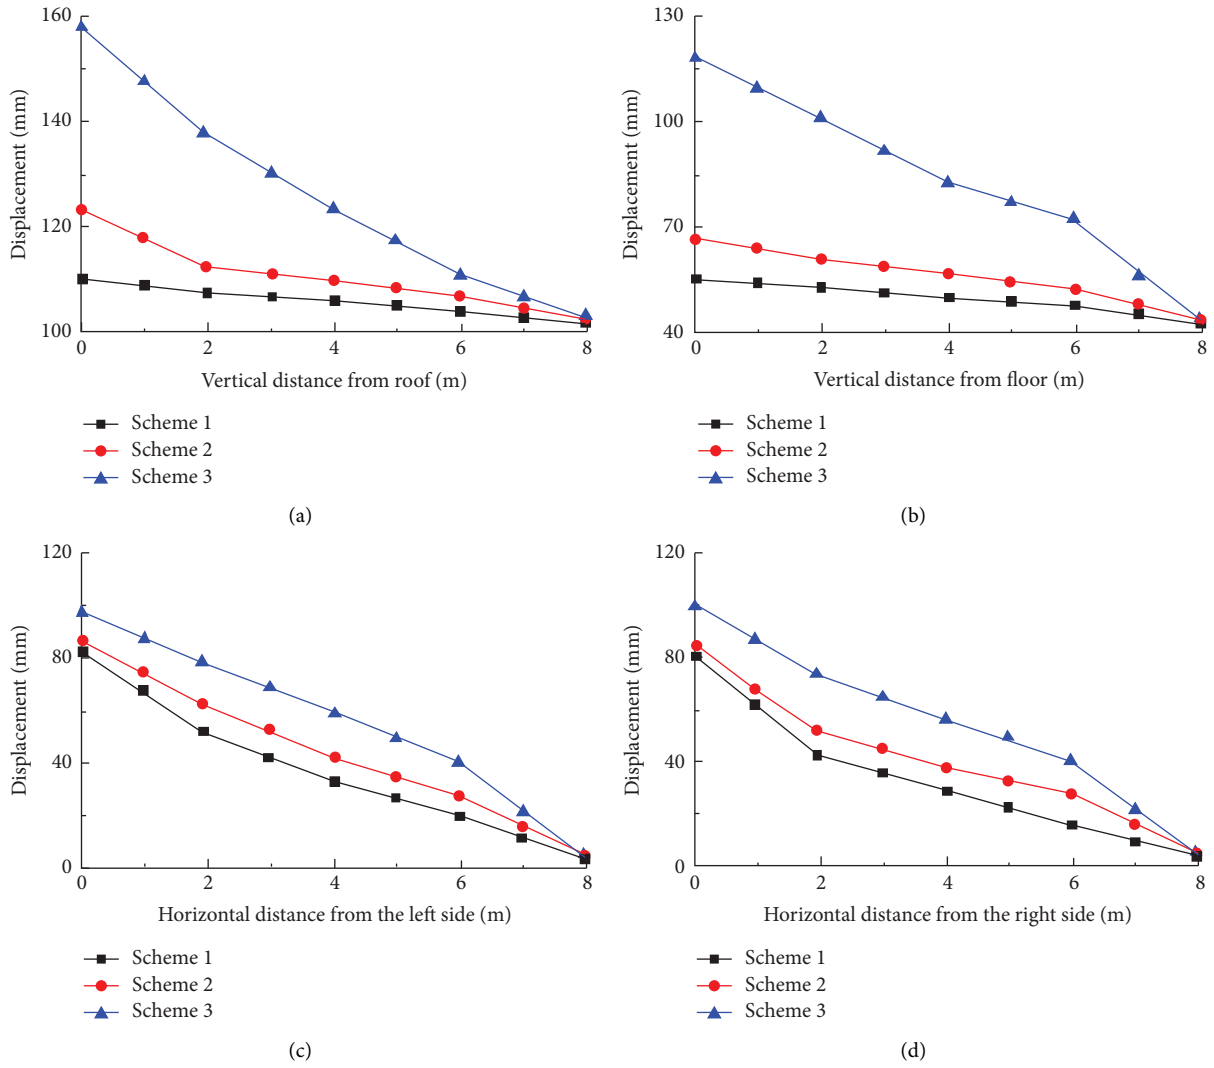 160
140
120
100
Displacement (mm)
0 2 4 6 8
Vertical distance from roof (m)
Scheme 1
Scheme 2
Scheme 3
(a)
130
100
70
40
Displacement (mm)
0 2 4 6 8
Vertical distance from floor (m)
Scheme 1
Scheme 2
Scheme 3
(b)
120
80
40
0
Displacement (mm)
0 2 4 6 8
Horizontal distance from the left side (m)
Scheme 1
Scheme 2
Scheme 3
(c)
120
80
40
0
Displacement (mm)
0 2 4 6 8
Horizontal distance from the right side (m)
Scheme 1
Scheme 2
Scheme 3
(d)